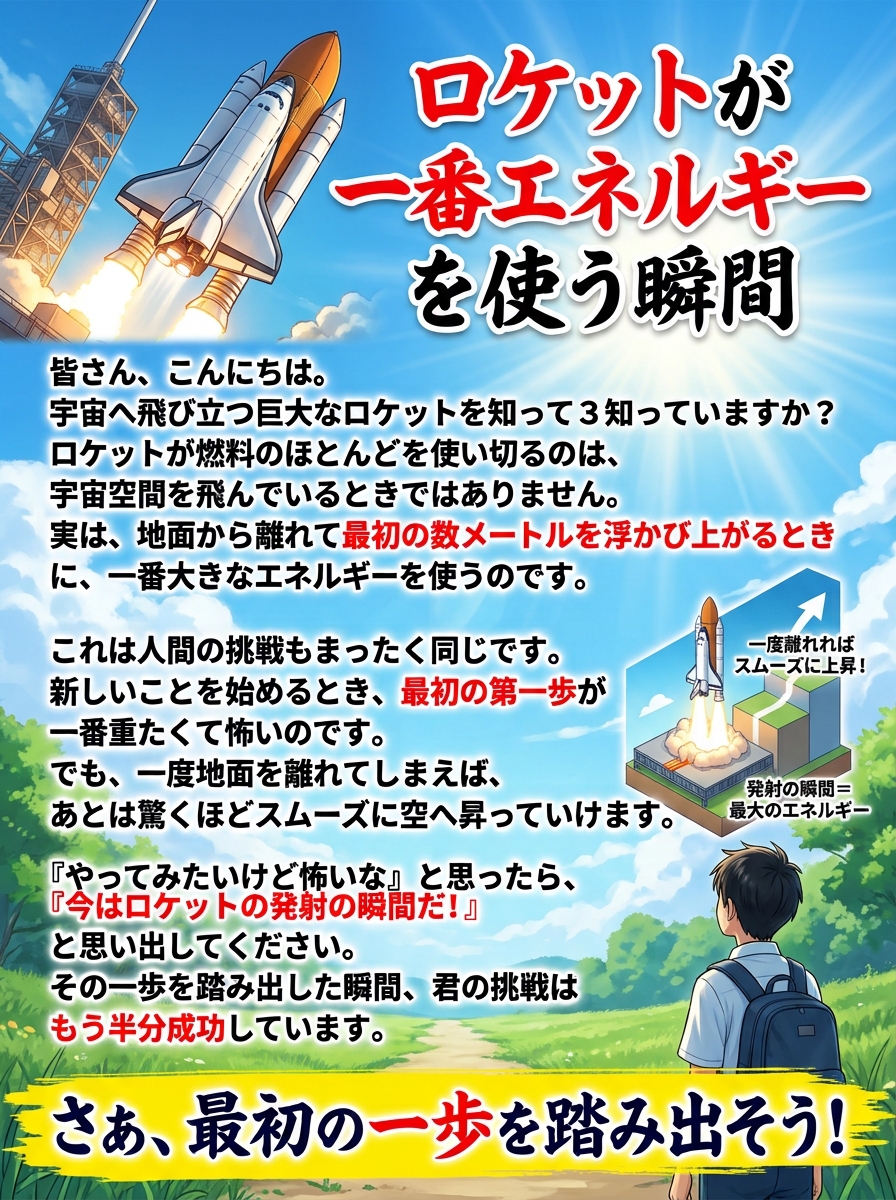 ロケットが
一番エネルギー
を使う瞬間
皆さん、こんにちは。
宇宙へ飛び立つ巨大なロケットを知って３知っていますか？
ロケットが燃料のほとんどを使い切るのは、
宇宙空間を飛んでいるときではありません。
実は、地面から離れて最初の数メートルを浮かび上がるとき
に、一番大きなエネルギーを使うのです。
これは人間の挑戦もまったく同じです。
新しいことを始めるとき、最初の第一歩が
一番重たくて怖いのです。
でも、一度地面を離れてしまえば、
あとは驚くほどスムーズに空へ昇っていけます。
一度離れれば
スムーズに上昇！
発射の瞬間＝
最大のエネルギー
『やってみたいけど怖いな』と思ったら、
『今はロケットの発射の瞬間だ！』
と思い出してください。
その一歩を踏み出した瞬間、君の挑戦は
もう半分成功しています。
さぁ、最初の一歩を踏み出そう！